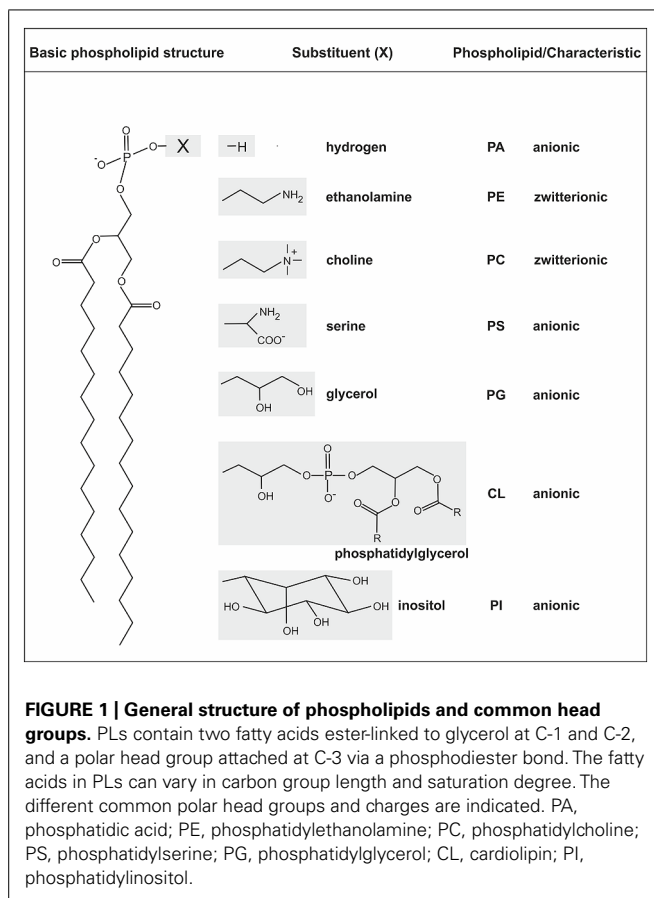 Basic phospholipid structure Substituent (X) Phospholipid/Characteristic
O
-O P O X
O
O
O
O
O
–H hydrogen PA anionic
NH2 ethanolamine PE zwitterionic
N+ choline PC zwitterionic
NH2
COO- serine PS anionic
OH
OH glycerol PG anionic
O
O P O
O-
OH
O
O
O
O
R
R
phosphatidylglycerol CL anionic
OH
HO OH
OH
OH
inositol PI anionic
FIGURE 1 | General structure of phospholipids and common head
groups. PLs contain two fatty acids ester-linked to glycerol at C-1 and C-2,
and a polar head group attached at C-3 via a phosphodiester bond. The fatty
acids in PLs can vary in carbon group length and saturation degree. The
different common polar head groups and charges are indicated. PA,
phosphatidic acid; PE, phosphatidylethanolamine; PC, phosphatidylcholine;
PS, phosphatidylserine; PG, phosphatidylglycerol; CL, cardiolipin; PI,
phosphatidylinositol.